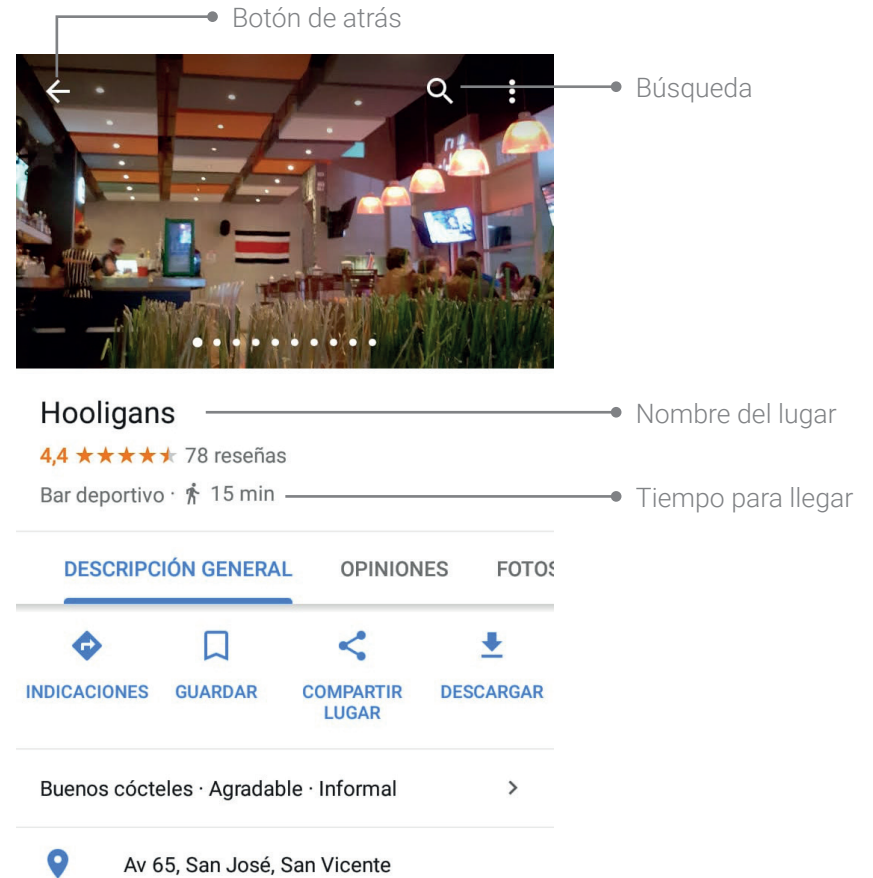 Botón de atrás
Búsqueda
Hooligans
Nombre del lugar
4,4 78 reseñas
Bar deportivo · 15 min
Tiempo para llegar
DESCRIPCIÓN GENERAL OPINIONES FOTOS
INDICACIONES GUARDAR COMPARTIR LUGAR DESCARGAR
Buenos cócteles · Agradable · Informal
Av 65, San José, San Vicente